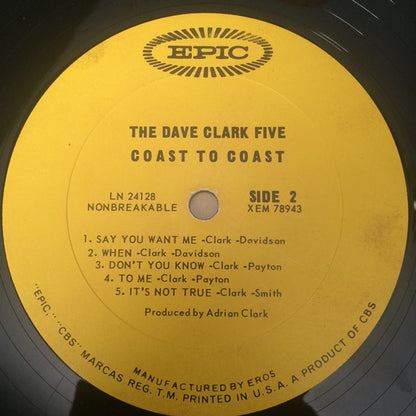 EPIC
THE DAVE CLARK FIVE
COAST TO COAST
LN 24128
NONBREAKABLE
SIDE 2
XEM 78943
1. SAY YOU WANT ME -Clark -Davidson
2. WHEN -Clark -Davidson
3. DON'T YOU KNOW -Clark -Payton
4. TO ME -Clark -Payton
5. IT'S NOT TRUE -Clark -Smith
Produced by Adrian Clark
MANUFACTURED BY EROS
"EPIC," "CBS" MARCAS REG. T.M. PRINTED IN U.S.A. A PRODUCT OF CBS